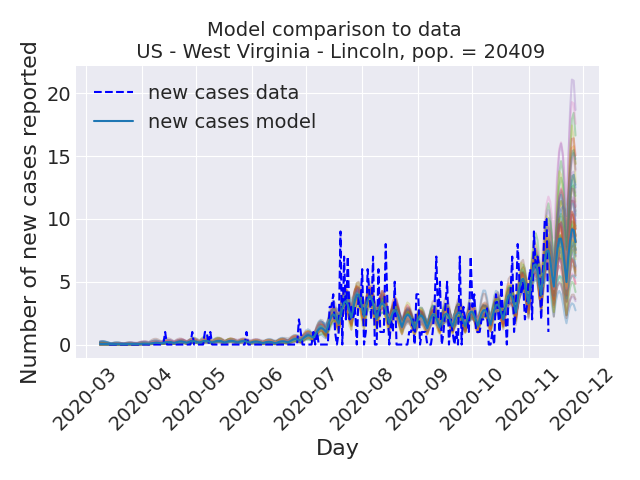 Model comparison to data
US - West Virginia - Lincoln, pop. = 20409
Number of new cases reported
20
15
10
5
0
new cases data
new cases model
2020-03
2020-04
2020-05
2020-06
2020-07
2020-08
2020-09
2020-10
2020-11
2020-12
Day